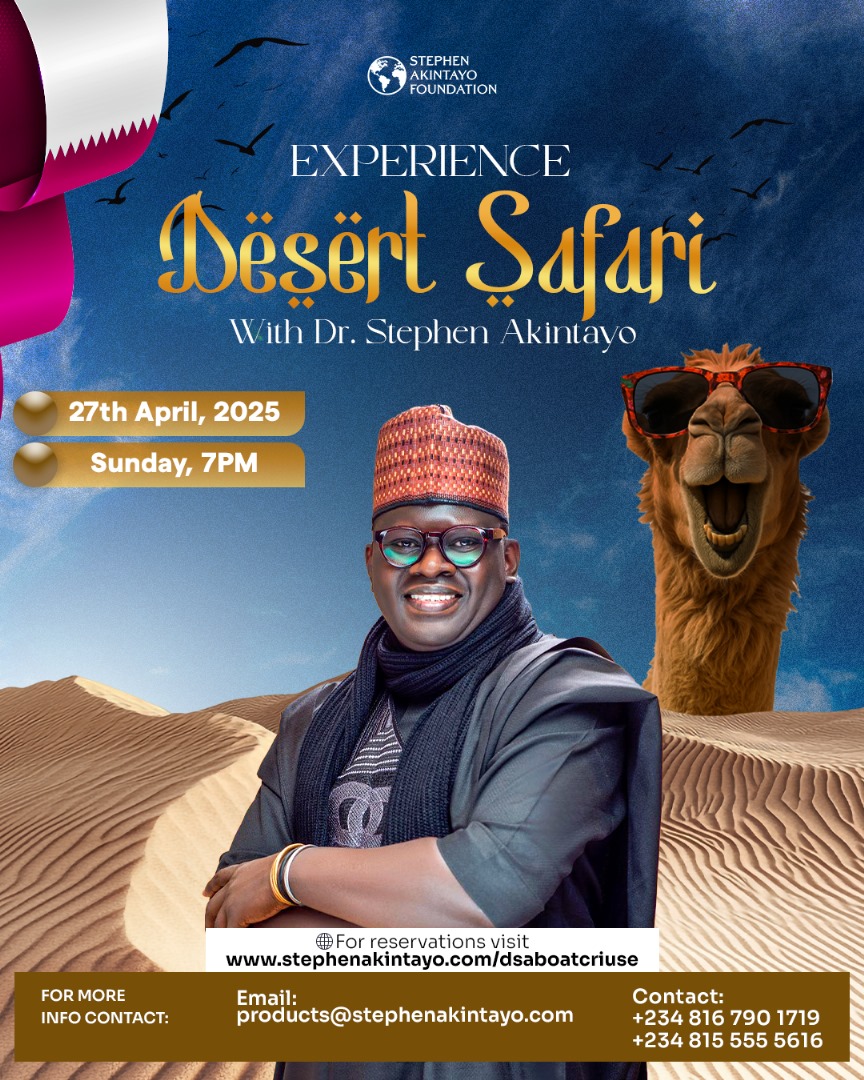 STEPHEN
AKINTAYO
FOUNDATION
EXPERIENCE
Dësërt Safari
With Dr. Stephen Akintayo
27th April, 2025
Sunday, 7PM
For reservations visit
www.stephenakintayo.com/dsaboatcriuse
FOR MORE
INFO CONTACT:
Email:
products@stephenakintayo.com
Contact:
+234 816 790 1719
+234 815 555 5616